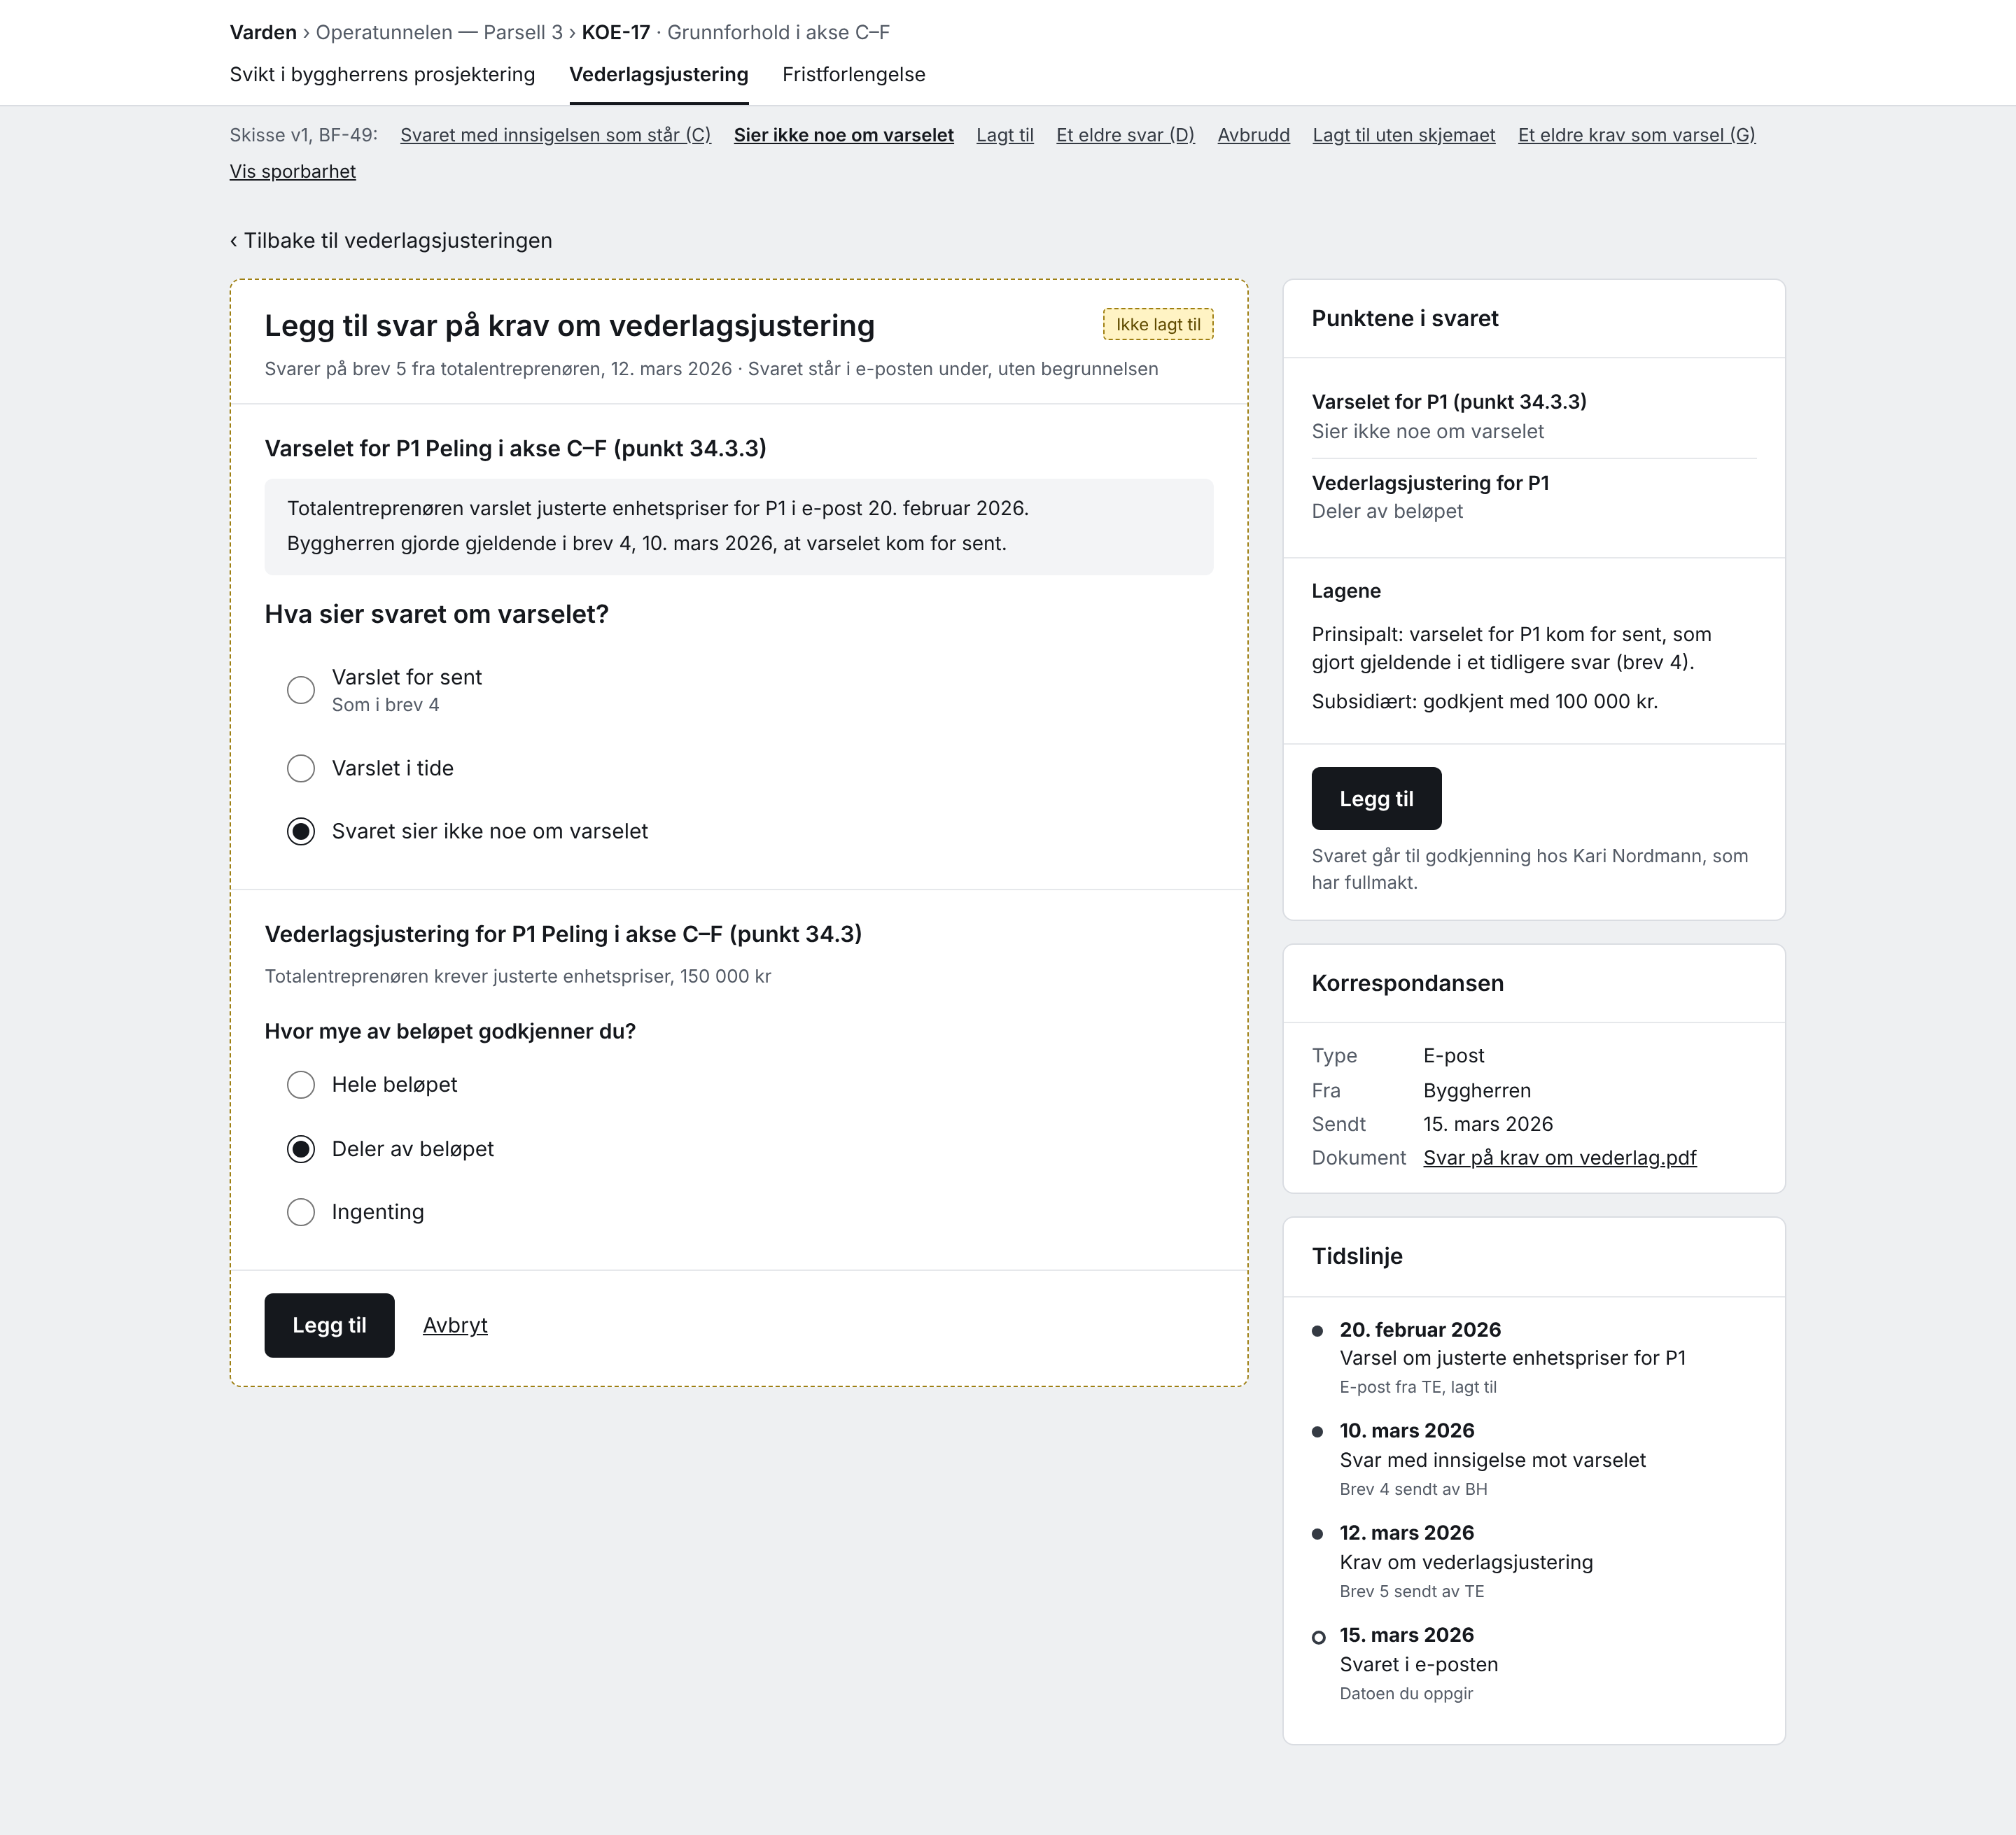 Varden › Operatunnelen — Parsell 3 › KOE-17 · Grunnforhold i akse C–F
Svikt i byggherrens prosjektering Vederlagsjustering Fristforlengelse
Skisse v1, BF-49: Svaret med innsigelsen som står (C) Sier ikke noe om varselet Lagt til Et eldre svar (D) Avbrudd Lagt til uten skjemaet Et eldre krav som varsel (G)
Vis sporbarhet
‹ Tilbake til vederlagsjusteringen
Legg til svar på krav om vederlagsjustering
Ikke lagt til
Svarer på brev 5 fra totalentreprenøren, 12. mars 2026 · Svaret står i e-posten under, uten begrunnelsen
Varselet for P1 Peling i akse C–F (punkt 34.3.3)
Totalentreprenøren varslet justerte enhetspriser for P1 i e-post 20. februar 2026.
Byggherren gjorde gjeldende i brev 4, 10. mars 2026, at varselet kom for sent.
Hva sier svaret om varselet?
Varslet for sent
Som i brev 4
Varslet i tide
Svaret sier ikke noe om varselet
Vederlagsjustering for P1 Peling i akse C–F (punkt 34.3)
Totalentreprenøren krever justerte enhetspriser, 150 000 kr
Hvor mye av beløpet godkjenner du?
Hele beløpet
Deler av beløpet
Ingenting
Legg til Avbryt
Punktene i svaret
Varselet for P1 (punkt 34.3.3)
Sier ikke noe om varselet
Vederlagsjustering for P1
Deler av beløpet
Lagene
Prinsipalt: varselet for P1 kom for sent, som
gjort gjeldende i et tidligere svar (brev 4).
Subsidiært: godkjent med 100 000 kr.
Legg til
Svaret går til godkjenning hos Kari Nordmann, som
har fullmakt.
Korrespondansen
Type E-post
Fra Byggherren
Sendt 15. mars 2026
Dokument Svar på krav om vederlag.pdf
Tidslinje
20. februar 2026
Varsel om justerte enhetspriser for P1
E-post fra TE, lagt til
10. mars 2026
Svar med innsigelse mot varselet
Brev 4 sendt av BH
12. mars 2026
Krav om vederlagsjustering
Brev 5 sendt av TE
15. mars 2026
Svaret i e-posten
Datoen du oppgir